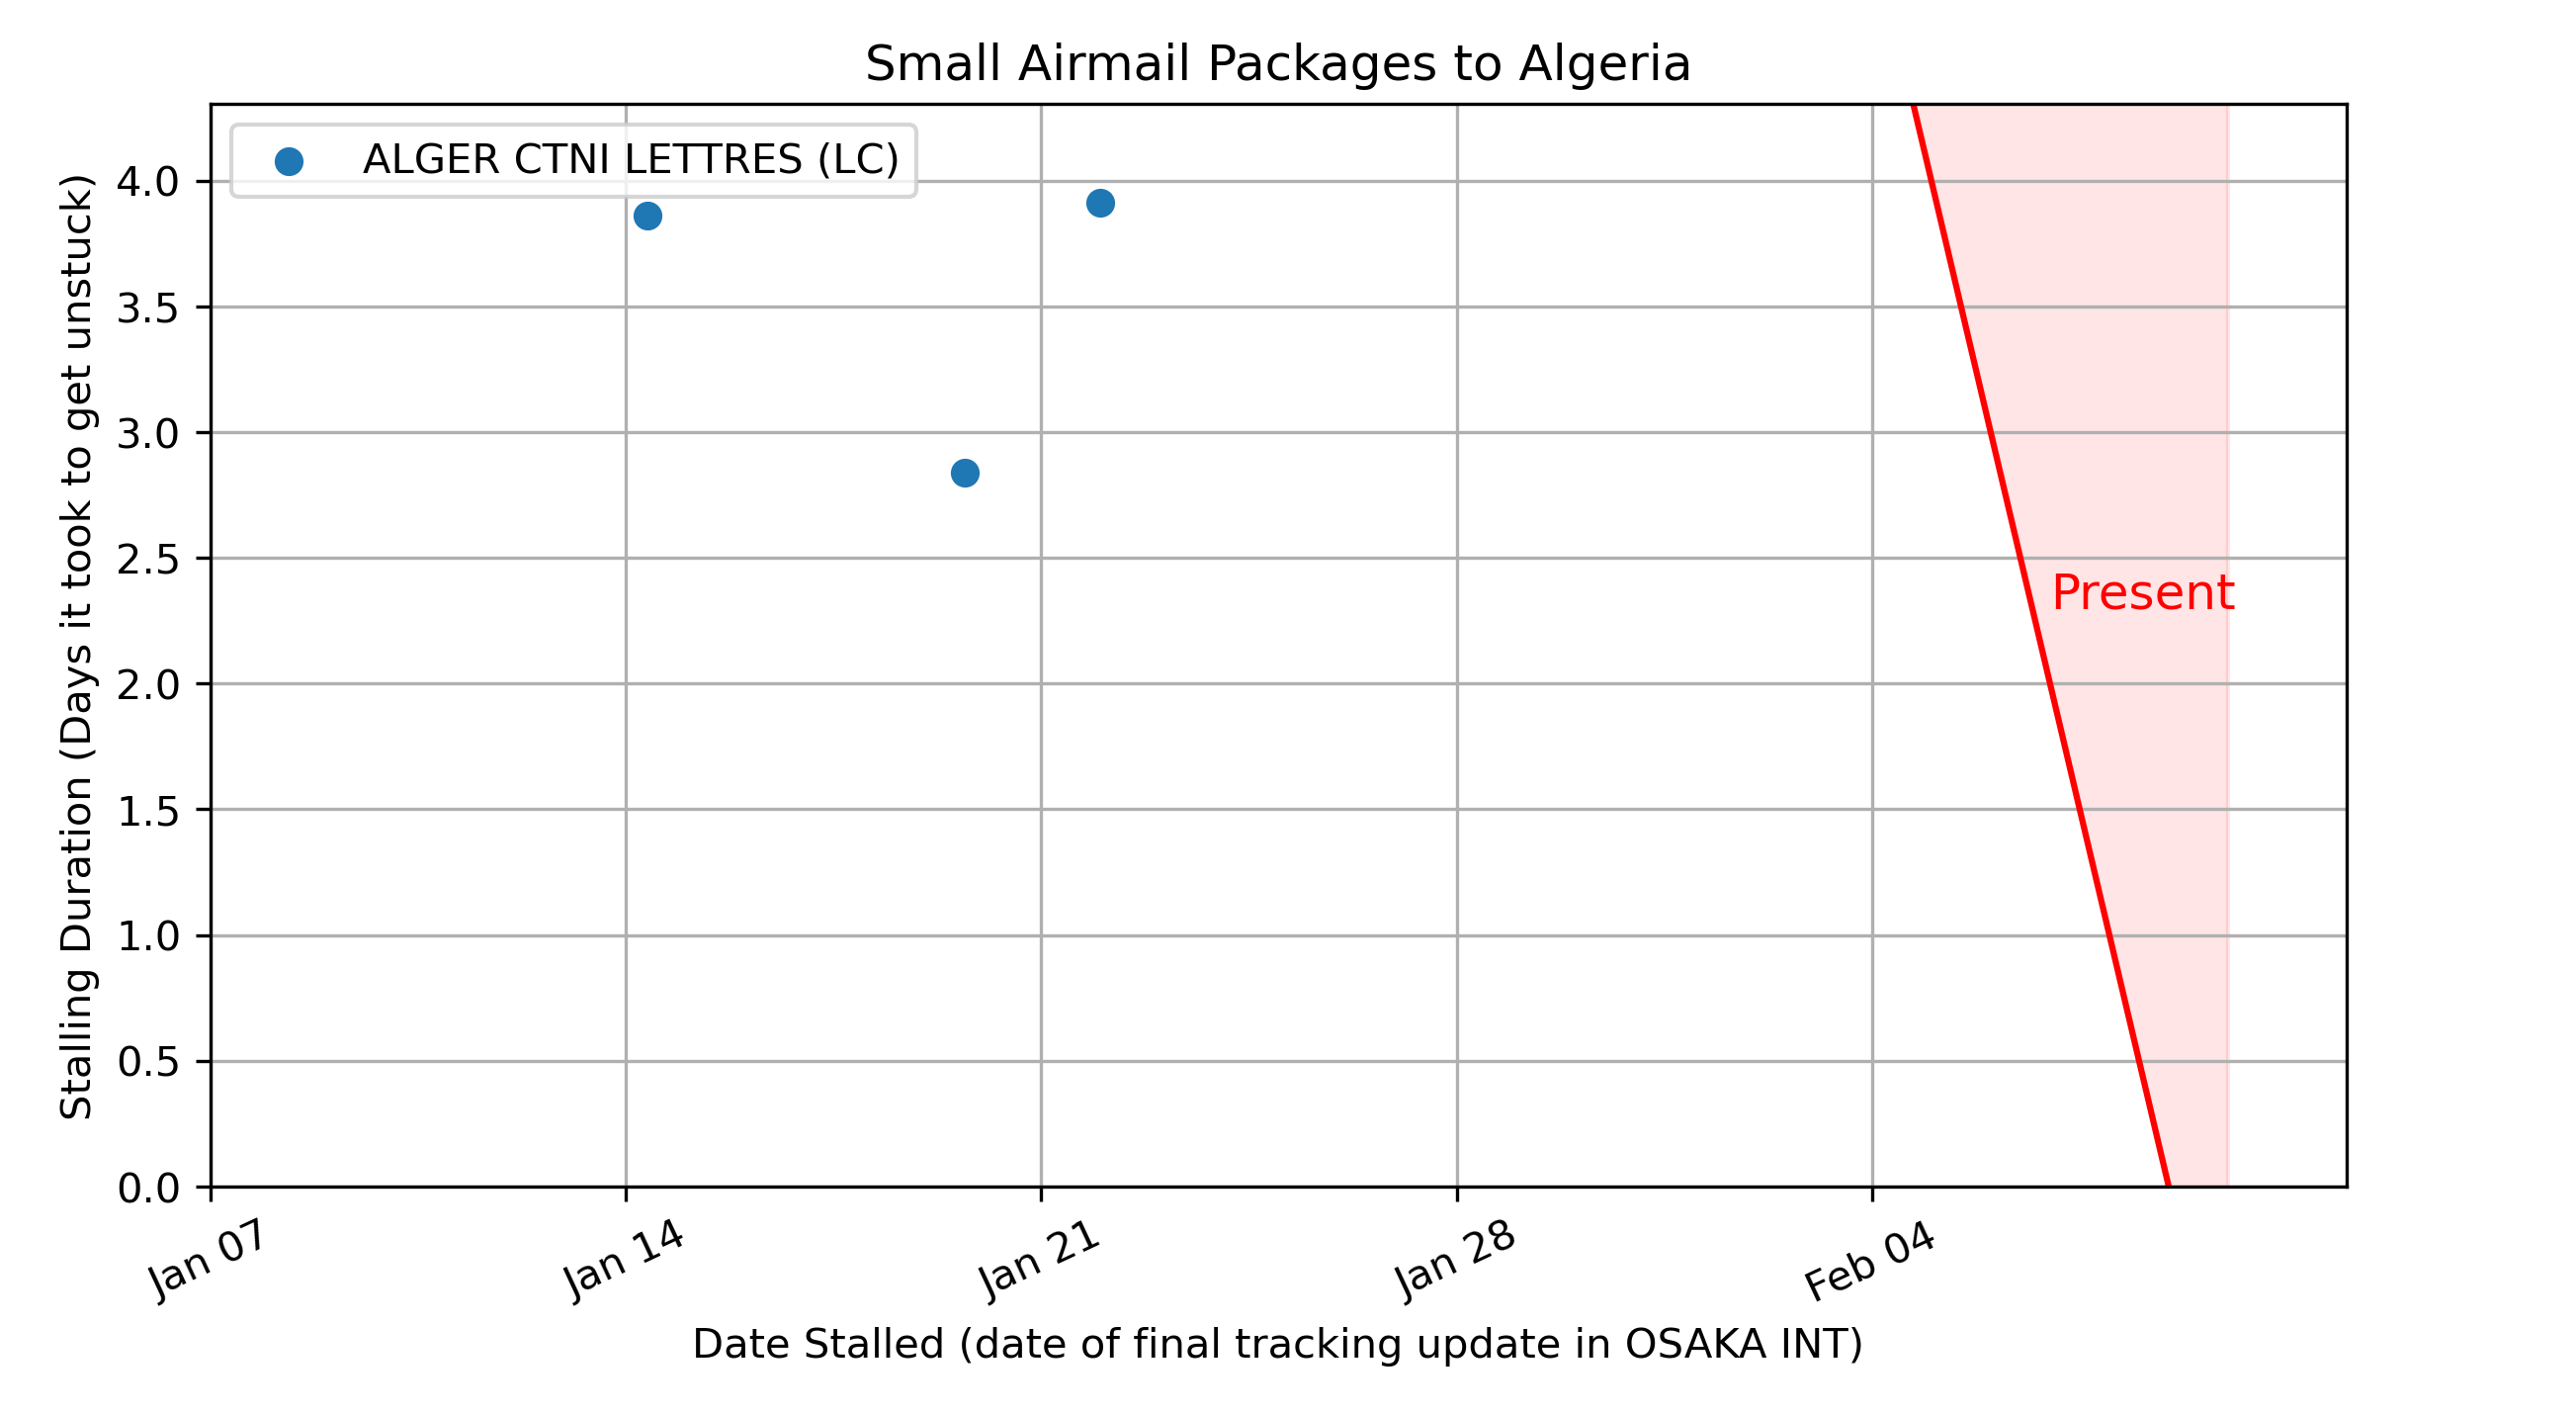 Small Airmail Packages to Algeria
ALGER CTNI LETTRES (LC)
Stalling Duration (Days it took to get unstuck)
4.0
3.5
3.0
2.5
2.0
1.5
1.0
0.5
0.0
Present
Jan 07
Jan 14
Jan 21
Jan 28
Feb 04
Date Stalled (date of final tracking update in OSAKA INT)